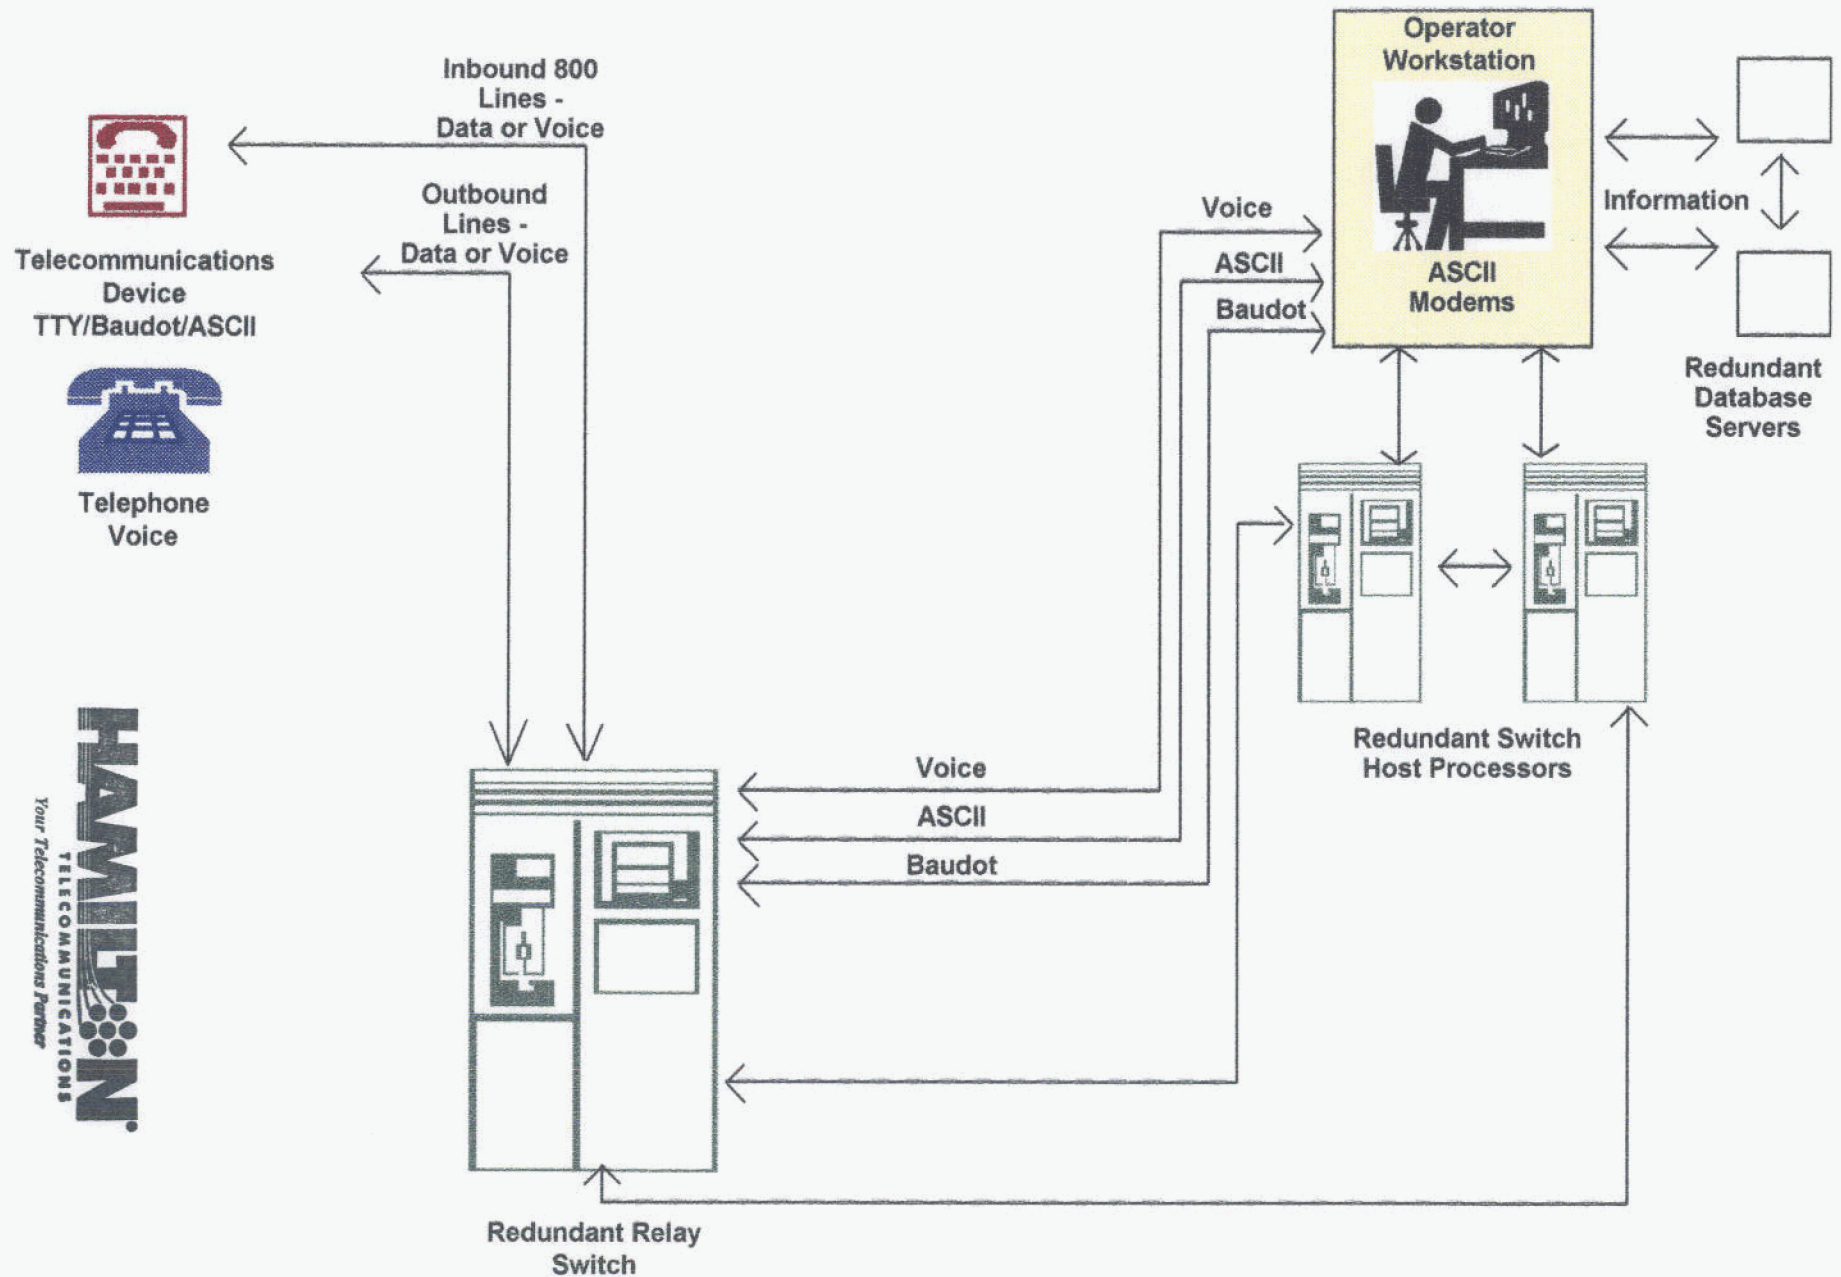 Inbound 800
Lines -
Data or Voice
Outbound
Lines -
Data or Voice
Telecommunications
Device
TTY/Baudot/ASCII
Telephone
Voice
Operator
Workstation
ASCII
Modems
Information
Redundant
Database
Servers
Voice
ASCII
Baudot
Redundant Switch
Host Processors
Voice
ASCII
Baudot
Redundant Relay
Switch
HAMILTON
TELECOMMUNICATIONS
Your Telecommunications Partner